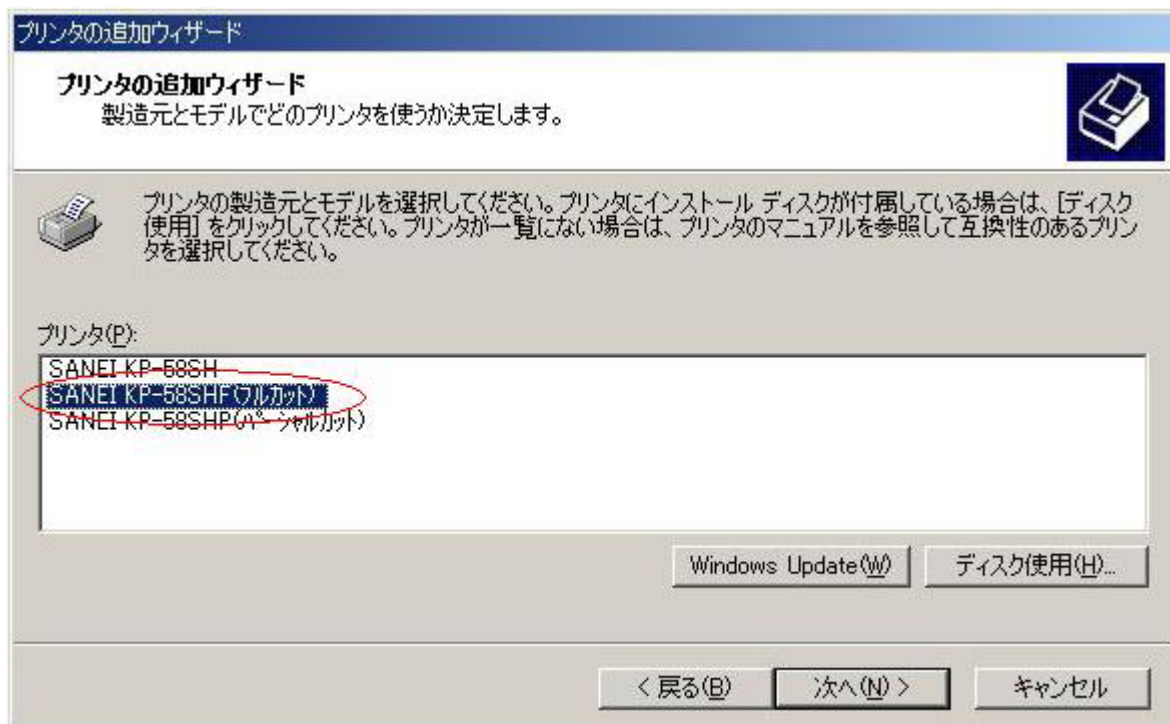 プリンタの追加ウィザード
プリンタの追加ウィザード
製造元とモデルでどのプリンタを使うか決定します。
プリンタの製造元とモデルを選択してください。プリンタにインストール ディスクが付属している場合は、[ディスク
使用] をクリックしてください。プリンタが一覧にない場合は、プリンタのマニュアルを参照して互換性のあるプリン
タを選択してください。
プリンタ(P):
SANEI KP-58SH
SANEI KP-58SHF(フルカット)
SANEI KP-58SHP(パーシャルカット)
Windows Update(W) ディスク使用(H)...
< 戻る(B) 次へ(N) > キャンセル